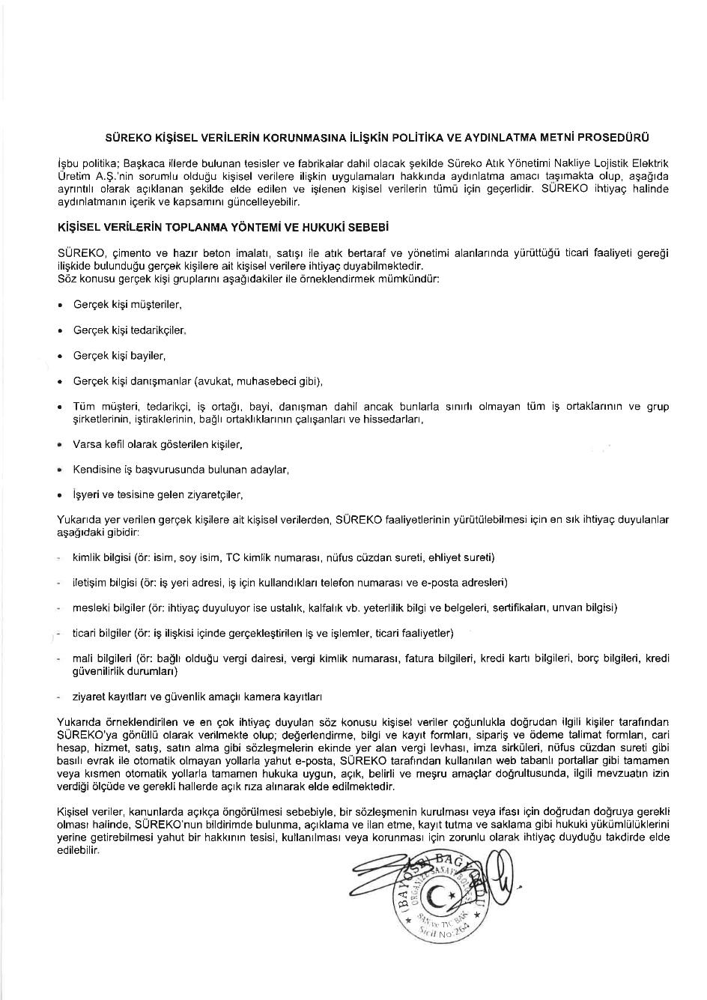 SÜREKO KİŞİSEL VERİLERİN KORUNMASINA İLİŞKİN POLİTİKA VE AYDINLATMA METNİ PROSEDÜRÜ
İşbu politika; Başkaca illerde bulunan tesisler ve fabrikalar dahil olacak şekilde Süreko Atık Yönetimi Nakliye Lojistik Elektrik
Üretim A.Ş.'nin sorumlu olduğu kişisel verilere ilişkin uygulamaları hakkında aydınlatma amacı taşımakta olup, aşağıda
ayrıntılı olarak açıklanan şekilde elde edilen ve işlenen kişisel verilerin tümü için geçerlidir. SÜREKO ihtiyaç halinde
aydınlatmanın içerik ve kapsamını güncelleyebilir.
KİŞİSEL VERİLERİN TOPLANMA YÖNTEMİ VE HUKUKİ SEBEBİ
SÜREKO, çimento ve hazır beton imalatı, satışı ile atık bertaraf ve yönetimi alanlarında yürüttüğü ticari faaliyeti gereği
ilişkide bulunduğu gerçek kişilere ait kişisel verilere ihtiyaç duyabilmektedir.
Söz konusu gerçek kişi gruplarını aşağıdakiler ile örneklendirmek mümkündür:
• Gerçek kişi müşteriler,
• Gerçek kişi tedarikçiler,
• Gerçek kişi bayiler,
• Gerçek kişi danışmanlar (avukat, muhasebeci gibi),
• Tüm müşteri, tedarikçi, iş ortağı, bayi, danışman dahil ancak bunlarla sınırlı olmayan tüm iş ortaklarının ve grup
şirketlerinin, iştiraklerinin, bağlı ortaklıklarının çalışanları ve hissedarları,
• Varsa kefil olarak gösterilen kişiler,
• Kendisine iş başvurusunda bulunan adaylar,
• İşyeri ve tesisine gelen ziyaretçiler,
Yukarıda yer verilen gerçek kişilere ait kişisel verilerden, SÜREKO faaliyetlerinin yürütülebilmesi için en sık ihtiyaç duyulanlar
aşağıdaki gibidir:
- kimlik bilgisi (ör: isim, soy isim, TC kimlik numarası, nüfus cüzdan sureti, ehliyet sureti)
- iletişim bilgisi (ör: iş yeri adresi, iş için kullandıkları telefon numarası ve e-posta adresleri)
- mesleki bilgiler (ör: ihtiyaç duyuluyor ise ustalık, kalfalık vb. yeterlilik bilgi ve belgeleri, sertifikaları, unvan bilgisi)
- ticari bilgiler (ör: iş ilişkisi içinde gerçekleştirilen iş ve işlemler, ticari faaliyetler)
- mali bilgileri (ör: bağlı olduğu vergi dairesi, vergi kimlik numarası, fatura bilgileri, kredi kartı bilgileri, borç bilgileri, kredi
güvenilirlik durumları)
- ziyaret kayıtları ve güvenlik amaçlı kamera kayıtları
Yukarıda örneklendirilen ve en çok ihtiyaç duyulan söz konusu kişisel veriler çoğunlukla doğrudan ilgili kişiler tarafından
SÜREKO'ya gönüllü olarak verilmekte olup; değerlendirme, bilgi ve kayıt formları, sipariş ve ödeme talimat formları, cari
hesap, hizmet, satış, satın alma gibi sözleşmelerin ekinde yer alan vergi levhası, imza sirküleri, nüfus cüzdan sureti gibi
basılı evrak ile otomatik olmayan yollarla yahut e-posta, SÜREKO tarafından kullanılan web tabanlı portallar gibi tamamen
veya kısmen otomatik yollarla tamamen hukuka uygun, açık, belirli ve meşru amaçlar doğrultusunda, ilgili mevzuatın izin
verdiği ölçüde ve gerekli hallerde açık rıza alınarak elde edilmektedir.
Kişisel veriler, kanunlarda açıkça öngörülmesi sebebiyle, bir sözleşmenin kurulması veya ifası için doğrudan doğruya gerekli
olması halinde, SÜREKO'nun bildirimde bulunma, açıklama ve ilan etme, kayıt tutma ve saklama gibi hukuki yükümlülüklerini
yerine getirebilmesi yahut bir hakkının tesisi, kullanılması veya korunması için zorunlu olarak ihtiyaç duyduğu takdirde elde
edilebilir.
SAN.ve TİC BAK
Sicil No:264